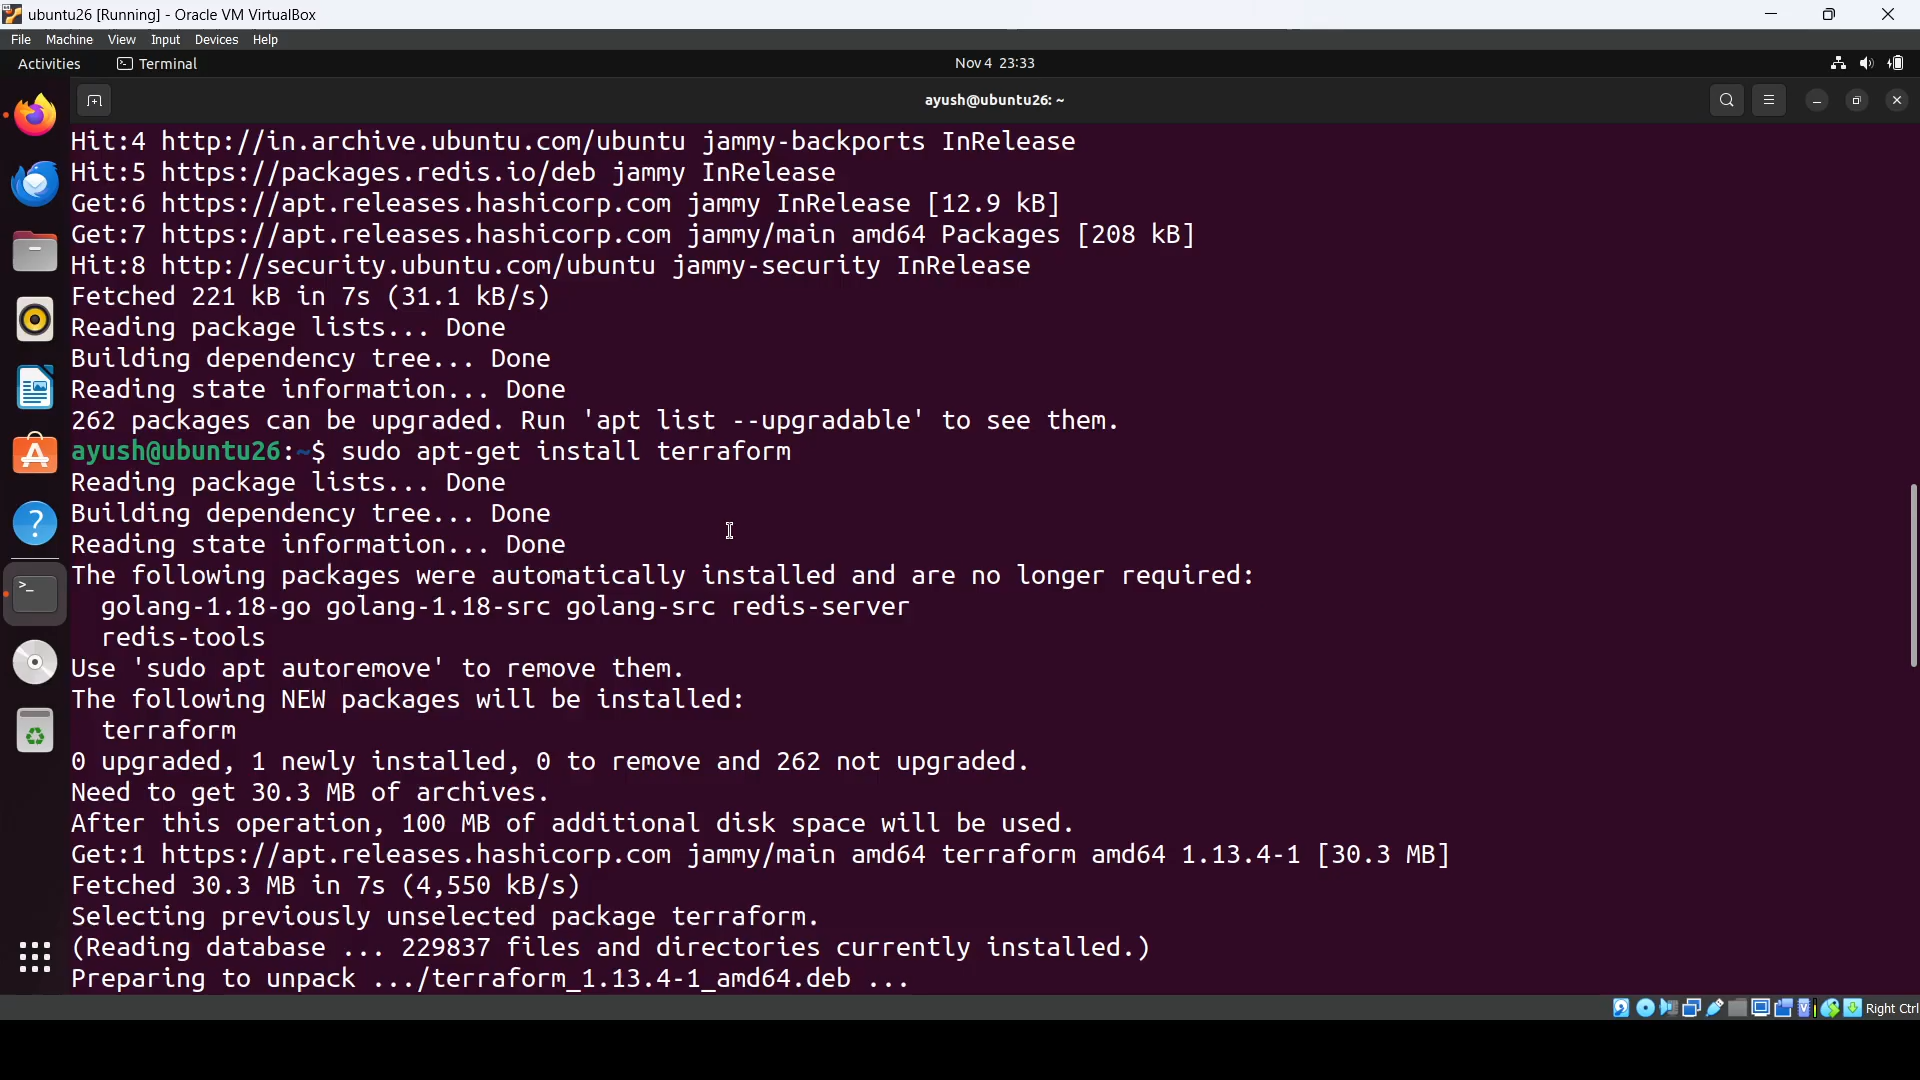 ubuntu26 [Running] - Oracle VM VirtualBox
File Machine View Input Devices Help
Activities Terminal Nov 4 23:33
ayush@ubuntu26: ~
Hit:4 http://in.archive.ubuntu.com/ubuntu jammy-backports InRelease
Hit:5 https://packages.redis.io/deb jammy InRelease
Get:6 https://apt.releases.hashicorp.com jammy InRelease [12.9 kB]
Get:7 https://apt.releases.hashicorp.com jammy/main amd64 Packages [208 kB]
Hit:8 http://security.ubuntu.com/ubuntu jammy-security InRelease
Fetched 221 kB in 7s (31.1 kB/s)
Reading package lists... Done
Building dependency tree... Done
Reading state information... Done
262 packages can be upgraded. Run 'apt list --upgradable' to see them.
ayush@ubuntu26:~$ sudo apt-get install terraform
Reading package lists... Done
Building dependency tree... Done
Reading state information... Done
The following packages were automatically installed and are no longer required:
golang-1.18-go golang-1.18-src golang-src redis-server
redis-tools
Use 'sudo apt autoremove' to remove them.
The following NEW packages will be installed:
terraform
0 upgraded, 1 newly installed, 0 to remove and 262 not upgraded.
Need to get 30.3 MB of archives.
After this operation, 100 MB of additional disk space will be used.
Get:1 https://apt.releases.hashicorp.com jammy/main amd64 terraform amd64 1.13.4-1 [30.3 MB]
Fetched 30.3 MB in 7s (4,550 kB/s)
Selecting previously unselected package terraform.
(Reading database ... 229837 files and directories currently installed.)
Preparing to unpack .../terraform_1.13.4-1_amd64.deb ...
Right Ctrl